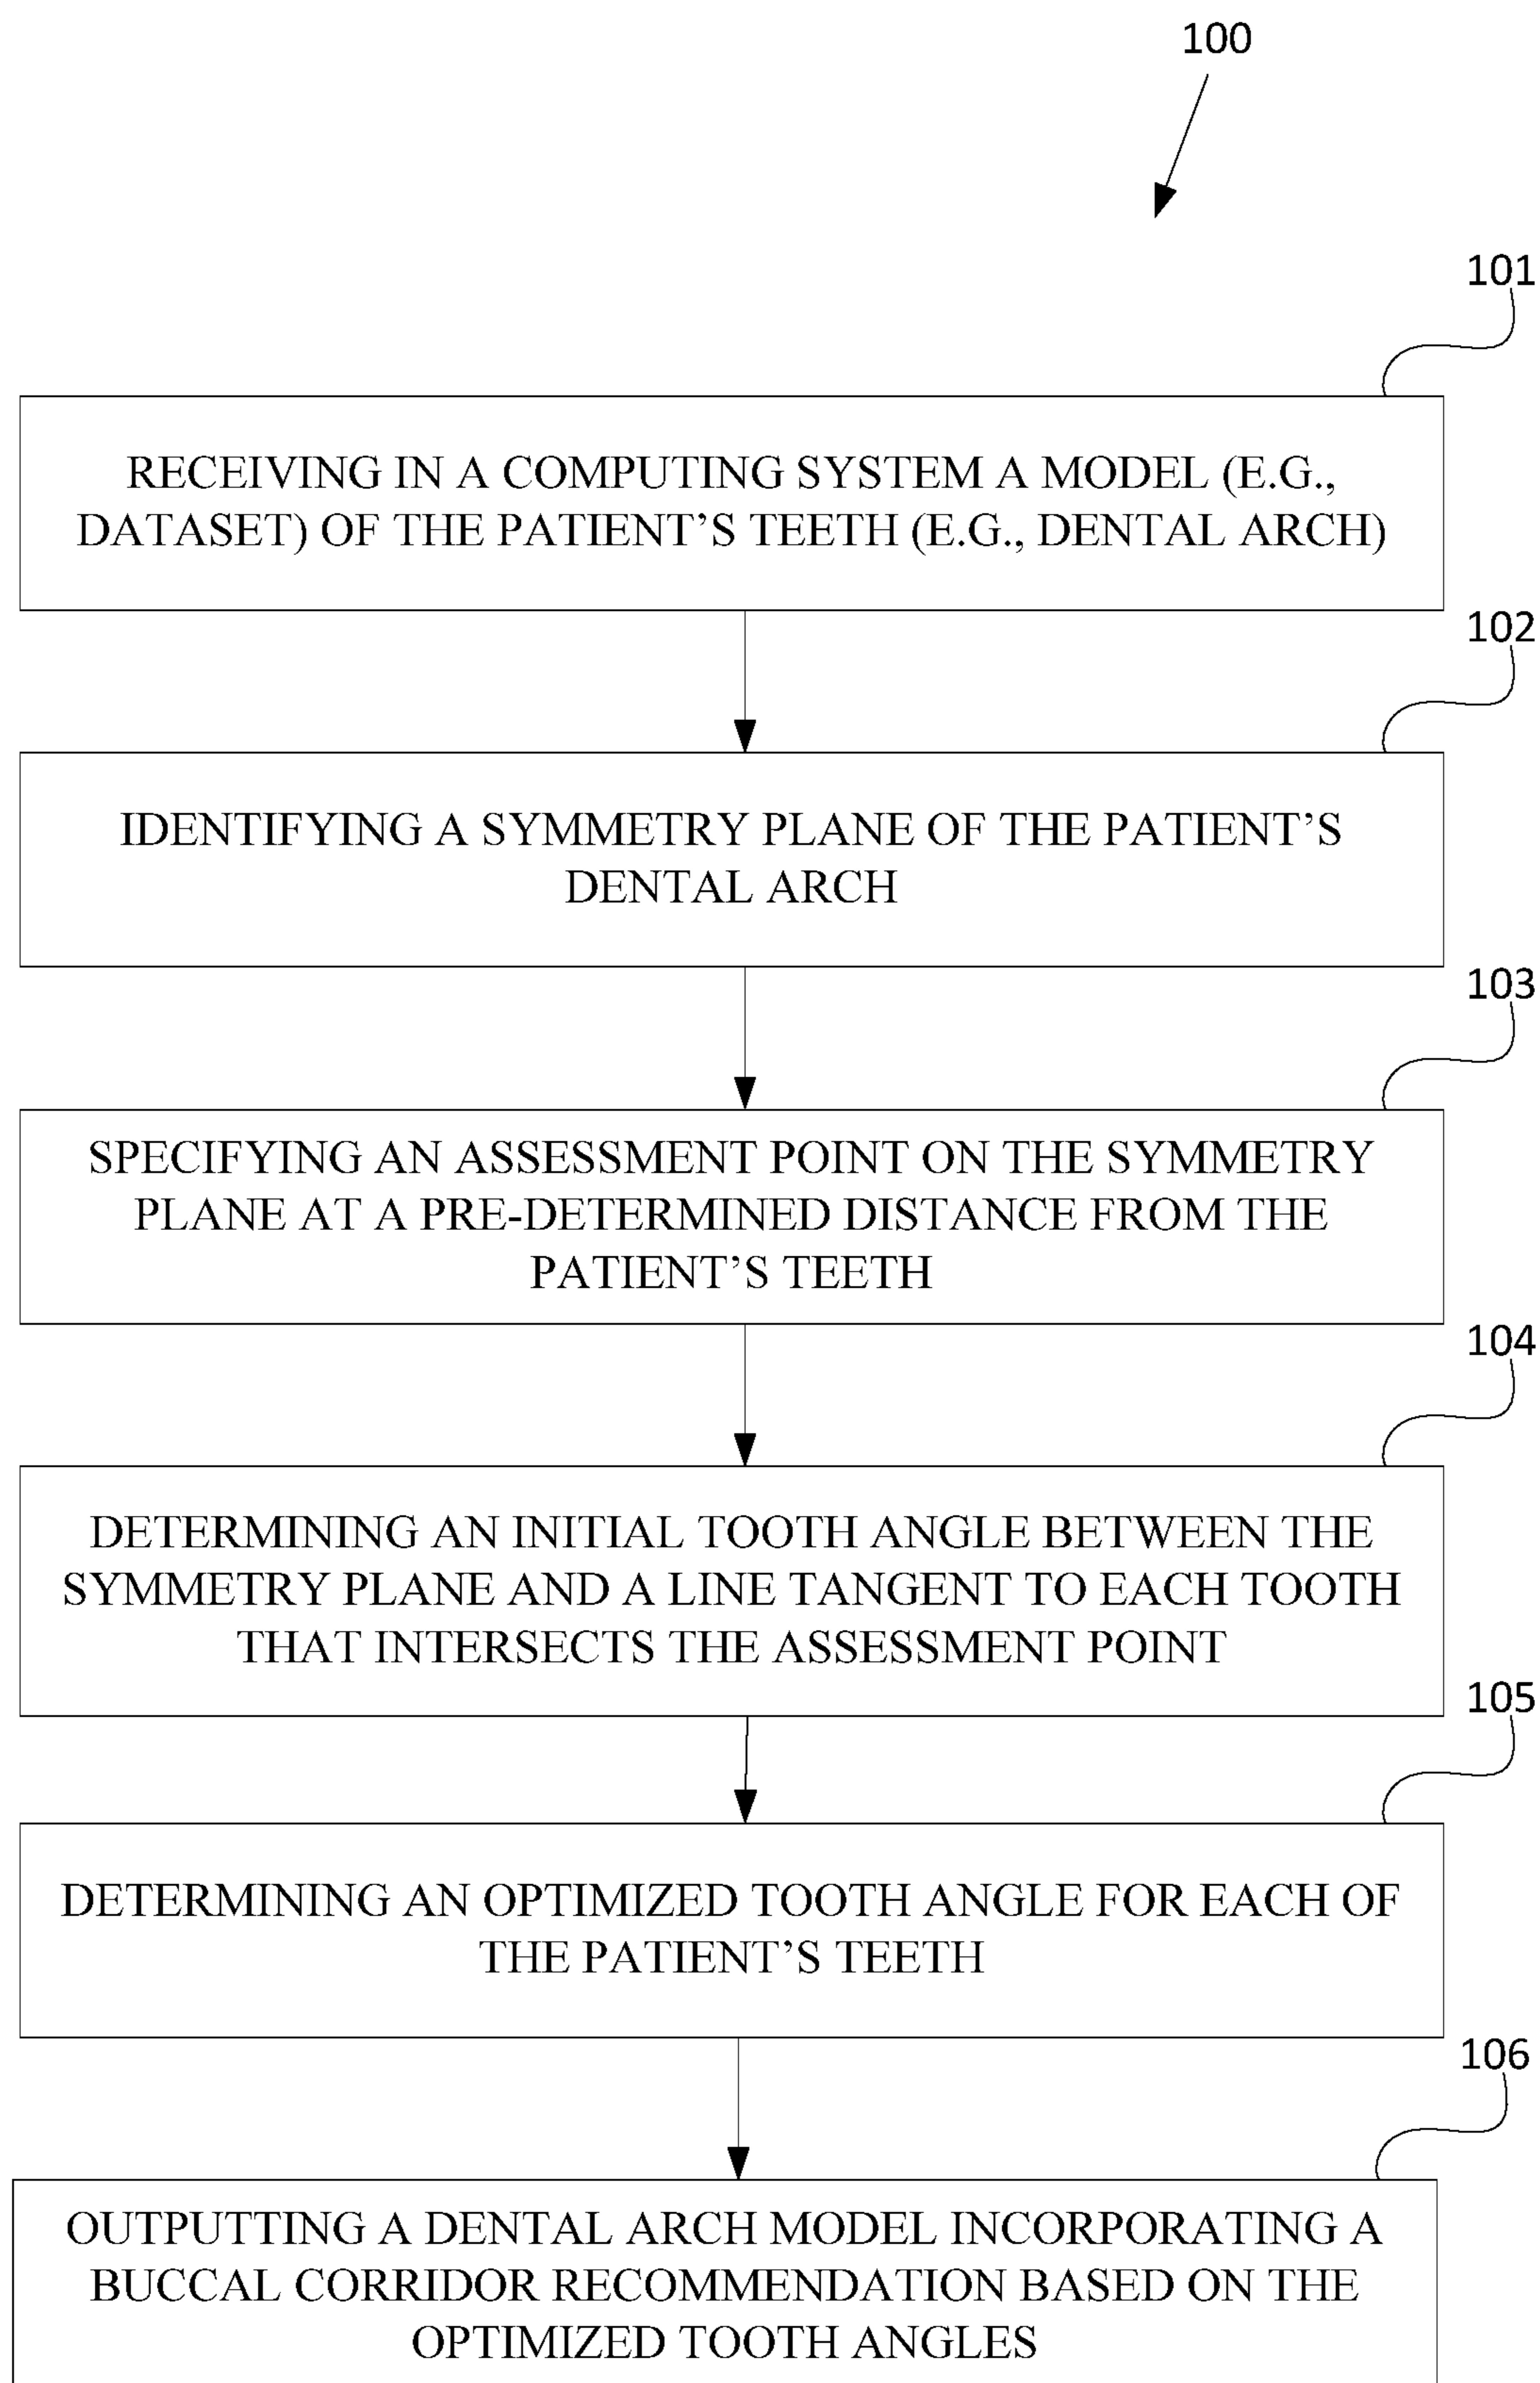 100
101
RECEIVING IN A COMPUTING SYSTEM A MODEL (E.G.,
DATASET) OF THE PATIENT’S TEETH (E.G., DENTAL ARCH)
102
IDENTIFYING A SYMMETRY PLANE OF THE PATIENT’S
DENTAL ARCH
103
SPECIFYING AN ASSESSMENT POINT ON THE SYMMETRY
PLANE AT A PRE-DETERMINED DISTANCE FROM THE
PATIENT’S TEETH
104
DETERMINING AN INITIAL TOOTH ANGLE BETWEEN THE
SYMMETRY PLANE AND A LINE TANGENT TO EACH TOOTH
THAT INTERSECTS THE ASSESSMENT POINT
105
DETERMINING AN OPTIMIZED TOOTH ANGLE FOR EACH OF
THE PATIENT’S TEETH
106
OUTPUTTING A DENTAL ARCH MODEL INCORPORATING A
BUCCAL CORRIDOR RECOMMENDATION BASED ON THE
OPTIMIZED TOOTH ANGLES